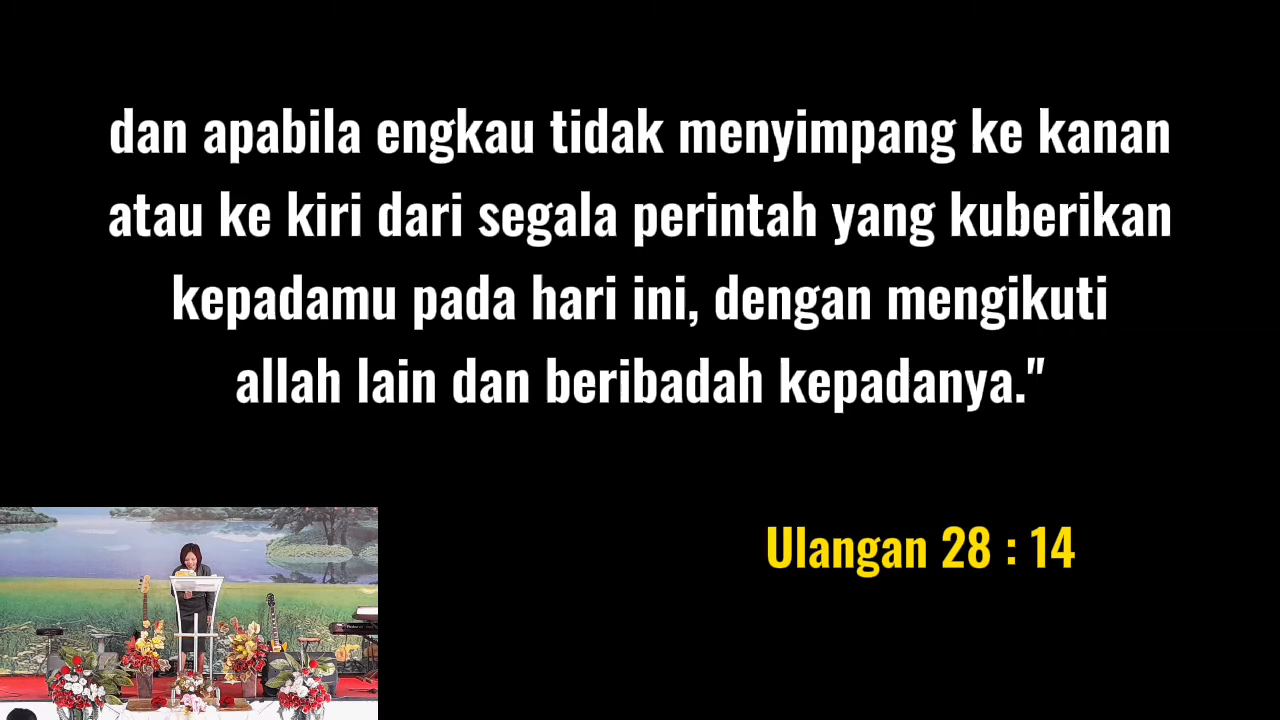 dan apabila engkau tidak menyimpang ke kanan
atau ke kiri dari segala perintah yang kuberikan
kepadamu pada hari ini, dengan mengikuti
allah lain dan beribadah kepadanya."
Ulangan 28 : 14